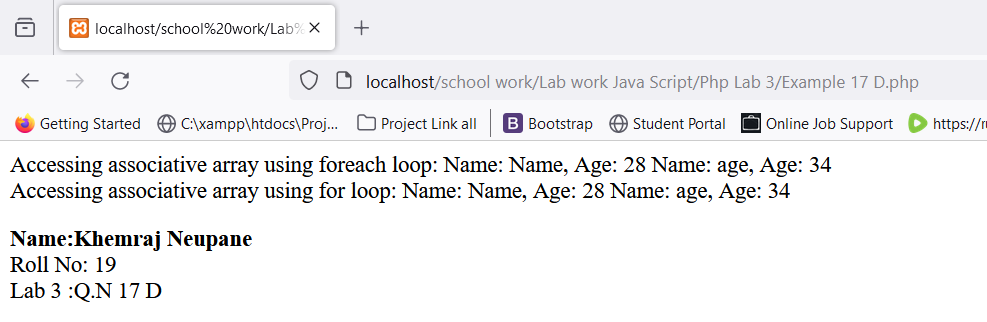 localhost/school%20work/Lab%
localhost/school work/Lab work Java Script/Php Lab 3/Example 17 D.php
Getting Started C:\xampp\htdocs\Proj... Project Link all B Bootstrap Student Portal Online Job Support https://ru
Accessing associative array using foreach loop: Name: Name, Age: 28 Name: age, Age: 34
Accessing associative array using for loop: Name: Name, Age: 28 Name: age, Age: 34
Name:Khemraj Neupane
Roll No: 19
Lab 3 :Q.N 17 D